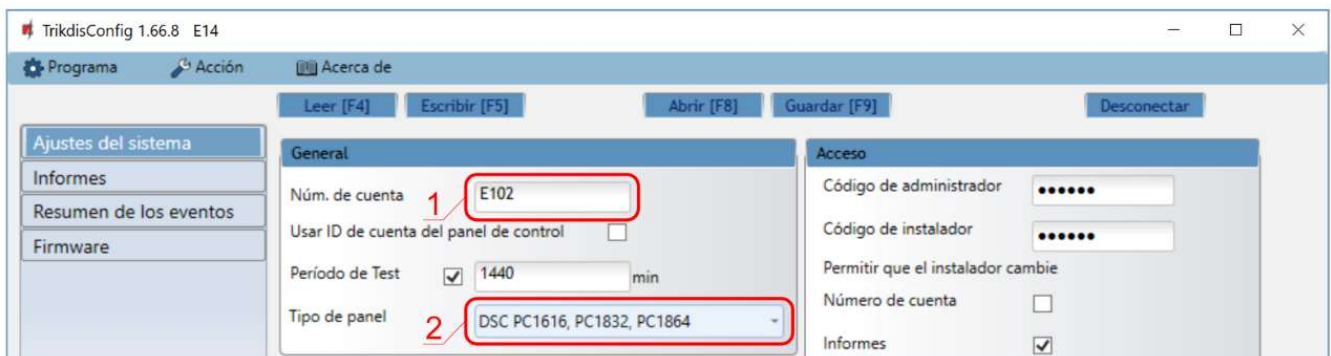 TrikdisConfig 1.66.8 E14
Programa Acción Acerca de
Leer [F4] Escribir [F5] Abrir [F8] Guardar [F9] Desconectar
Ajustes del sistema
Informes
Resumen de los eventos
Firmware
General
Núm. de cuenta 1 E102
Usar ID de cuenta del panel de control
Período de Test 1440 min
Tipo de panel 2 DSC PC1616, PC1832, PC1864
Acceso
Código de administrador ••••••
Código de instalador ••••••
Permitir que el instalador cambie
Número de cuenta
Informes